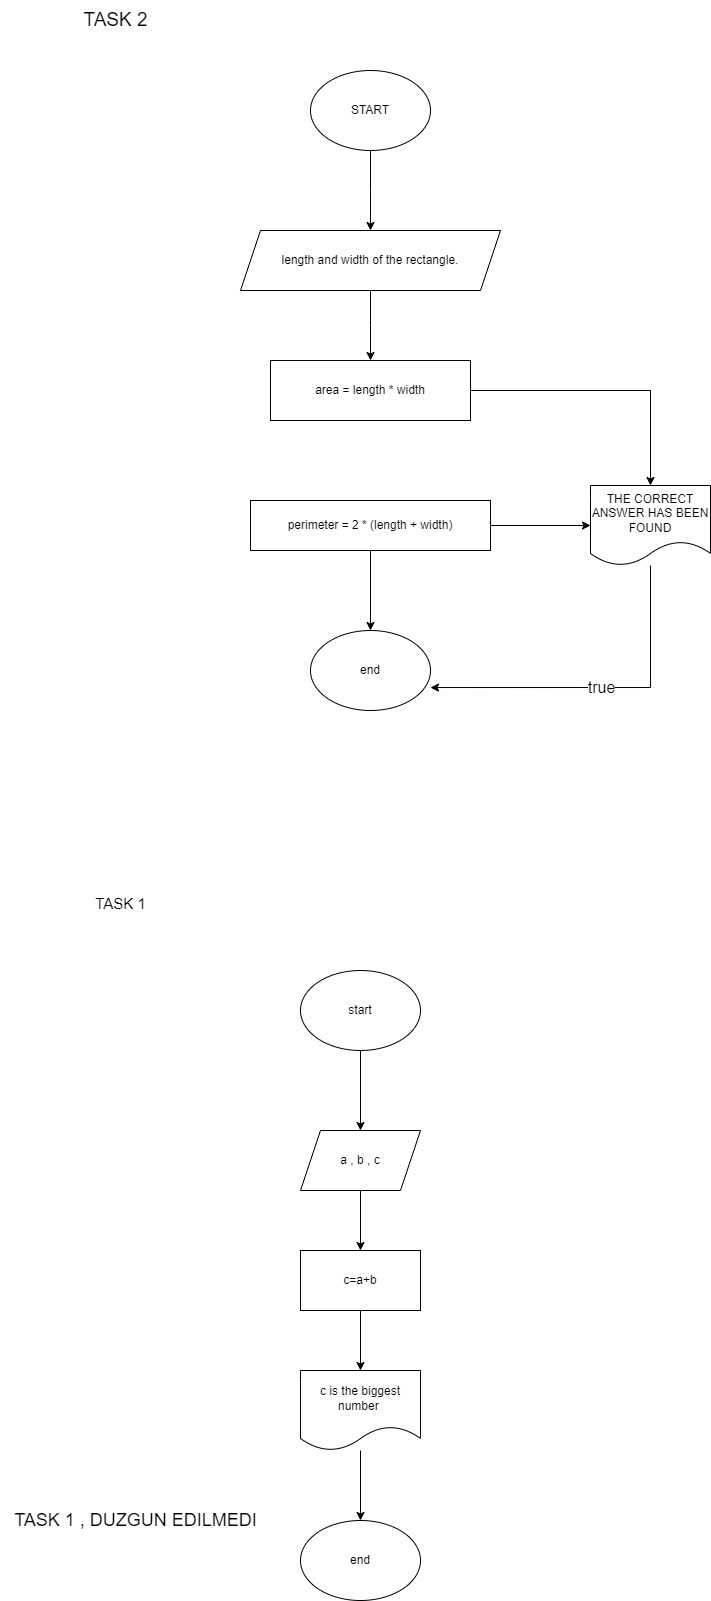 TASK 2
START
length and width of the rectangle.
area = length * width
THE CORRECT
ANSWER HAS BEEN
FOUND
perimeter = 2 * (length + width)
end
true
TASK 1
start
a , b , c
c=a+b
c is the biggest
number
TASK 1 , DUZGUN EDILMEDI
end